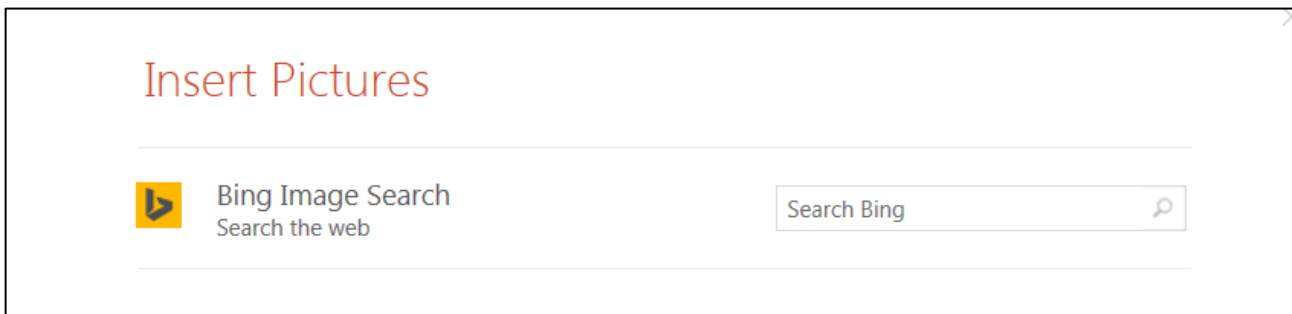 Insert Pictures
Bing Image Search
Search the web
Search Bing